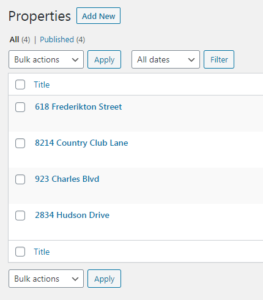 Properties Add New
All (4) | Published (4)
Bulk actions Apply All dates Filter
Title
618 Frederikton Street
8214 Country Club Lane
923 Charles Blvd
2834 Hudson Drive
Title
Bulk actions Apply